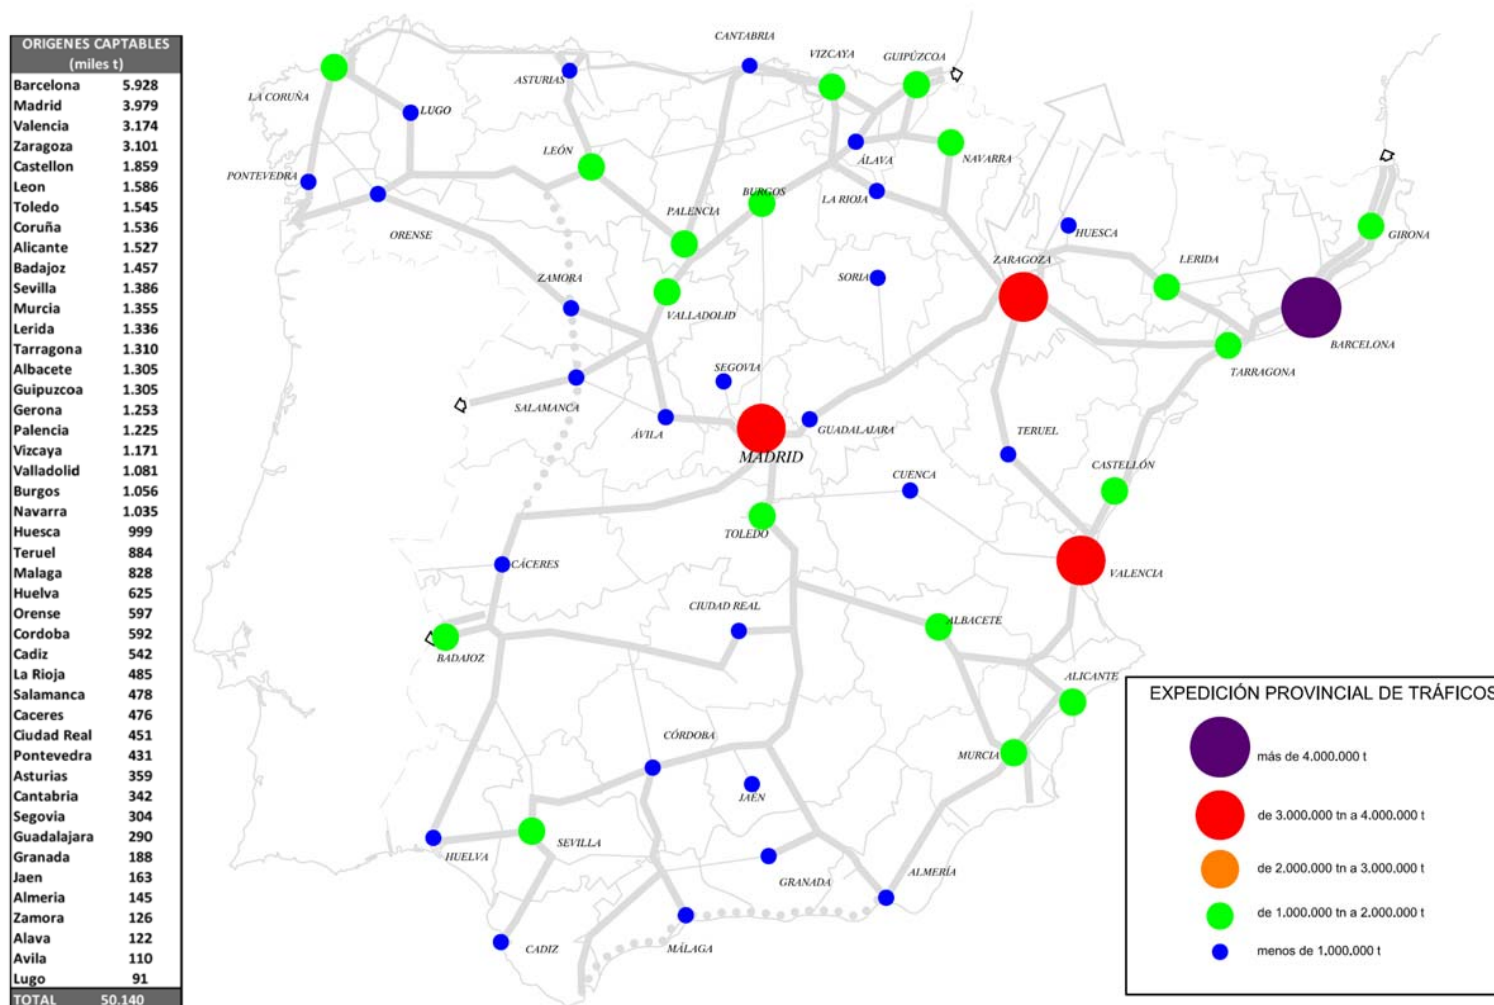 ORIGENES CAPTABLES
(miles t)
Barcelona 5.928
Madrid 3.979
Valencia 3.174
Zaragoza 3.101
Castellon 1.859
Leon 1.586
Toledo 1.545
Coruña 1.536
Alicante 1.527
Badajoz 1.457
Sevilla 1.386
Murcia 1.355
Lerida 1.336
Tarragona 1.310
Albacete 1.305
Guipuzcoa 1.305
Gerona 1.253
Palencia 1.225
Vizcaya 1.171
Valladolid 1.081
Burgos 1.056
Navarra 1.035
Huesca 999
Teruel 884
Malaga 828
Huelva 625
Orense 597
Cordoba 592
Cadiz 542
La Rioja 485
Salamanca 478
Caceres 476
Ciudad Real 451
Pontevedra 431
Asturias 359
Cantabria 342
Segovia 304
Guadalajara 290
Granada 188
Jaen 163
Almeria 145
Zamora 126
Alava 122
Avila 110
Lugo 91
TOTAL 50.140
CANTABRIA
VIZCAYA
GUIPÚZCOA
ASTURIAS
LA CORUÑA
LUGO
LEÓN
ÁLAVA
NAVARRA
PONTEVEDRA
BURGOS
LA RIOJA
PALENCIA
ORENSE
HUESCA
GIRONA
ZARAGOZA
LERIDA
ZAMORA
SORIA
VALLADOLID
BARCELONA
SEGOVIA
TARRAGONA
SALAMANCA
ÁVILA
GUADALAJARA
TERUEL
MADRID
CASTELLÓN
CUENCA
TOLEDO
CÁCERES
VALENCIA
CIUDAD REAL
ALBACETE
BADAJOZ
ALICANTE
CÓRDOBA
MURCIA
JAEN
SEVILLA
HUELVA
GRANADA
ALMERÍA
CADIZ
MÁLAGA
EXPEDICIÓN PROVINCIAL DE TRÁFICOS
más de 4.000.000 t
de 3.000.000 tn a 4.000.000 t
de 2.000.000 tn a 3.000.000 t
de 1.000.000 tn a 2.000.000 t
menos de 1.000.000 t